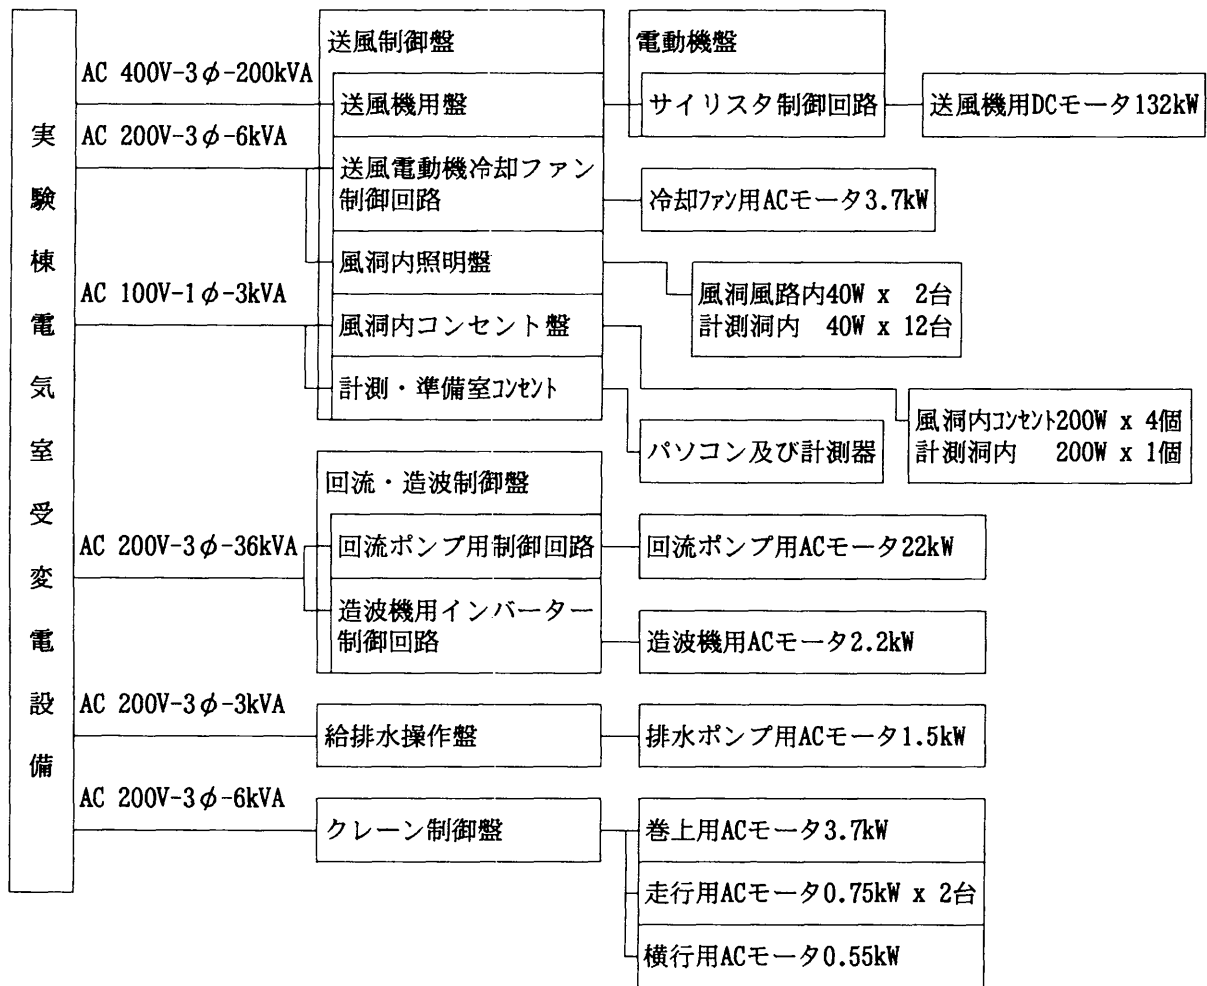 実験棟電気室受変電設備
AC 400V-3φ-200kVA
AC 200V-3φ-6kVA
AC 100V-1φ-3kVA
AC 200V-3φ-36kVA
AC 200V-3φ-3kVA
AC 200V-3φ-6kVA
送風制御盤
送風機用盤
送風電動機冷却ファン
制御回路
風洞内照明盤
風洞内コンセント盤
計測・準備室コンセント
電動機盤
サイリスタ制御回路
送風機用DCモータ132kW
冷却ファン用ACモータ3.7kW
風洞風路内40W x 2台
計測洞内 40W x 12台
風洞内コンセント200W x 4個
計測洞内 200W x 1個
パソコン及び計測器
回流・造波制御盤
回流ポンプ用制御回路
造波機用インバーター
制御回路
回流ポンプ用ACモータ22kW
造波機用ACモータ2.2kW
給排水操作盤
排水ポンプ用ACモータ1.5kW
クレーン制御盤
巻上用ACモータ3.7kW
走行用ACモータ0.75kW x 2台
横行用ACモータ0.55kW